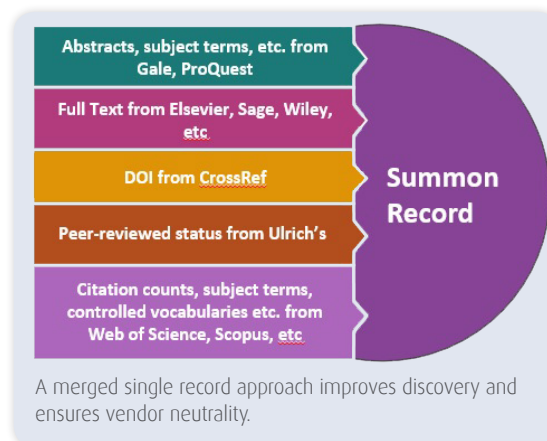 Abstracts, subject terms, etc. from
Gale, ProQuest
Full Text from Elsevier, Sage, Wiley,
etc
DOI from CrossRef
Peer-reviewed status from Ulrich's
Citation counts, subject terms,
controlled vocabularies etc. from
Web of Science, Scopus, etc
Summon
Record
A merged single record approach improves discovery and
ensures vendor neutrality.